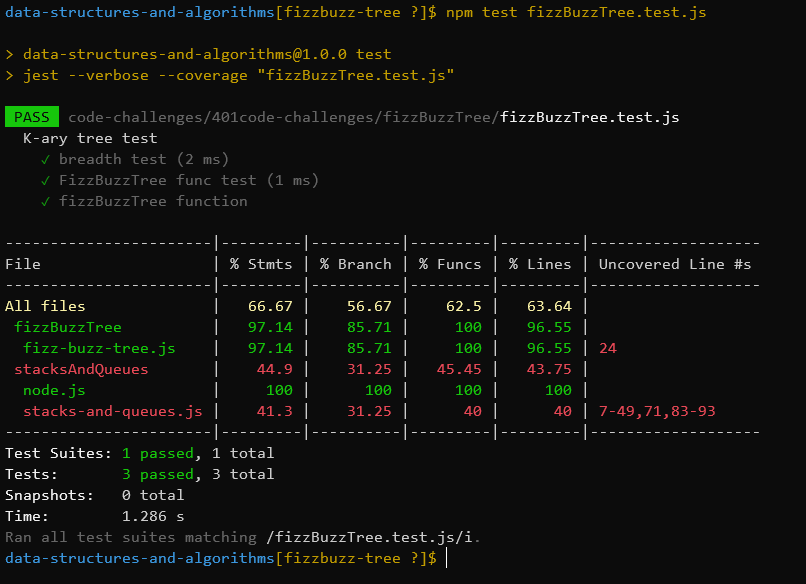 data-structures-and-algorithms[fizzbuzz-tree ?]$ npm test fizzBuzzTree.test.js
> data-structures-and-algorithms@1.0.0 test
> jest --verbose --coverage "fizzBuzzTree.test.js"
PASS code-challenges/401code-challenges/fizzBuzzTree/fizzBuzzTree.test.js
K-ary tree test
✓ breadth test (2 ms)
✓ FizzBuzzTree func test (1 ms)
✓ fizzBuzzTree function
-----------------------|---------|----------|---------|---------|-------------------
File                   | % Stmts | % Branch | % Funcs | % Lines | Uncovered Line #s
-----------------------|---------|----------|---------|---------|-------------------
All files              |   66.67 |    56.67 |    62.5 |   63.64 |
 fizzBuzzTree          |   97.14 |    85.71 |     100 |   96.55 |
  fizz-buzz-tree.js    |   97.14 |    85.71 |     100 |   96.55 | 24
 stacksAndQueues       |    44.9 |    31.25 |   45.45 |   43.75 |
  node.js              |     100 |      100 |     100 |     100 |
  stacks-and-queues.js |    41.3 |    31.25 |      40 |      40 | 7-49,71,83-93
-----------------------|---------|----------|---------|---------|-------------------
Test Suites: 1 passed, 1 total
Tests:       3 passed, 3 total
Snapshots:   0 total
Time:        1.286 s
Ran all test suites matching /fizzBuzzTree.test.js/i.
data-structures-and-algorithms[fizzbuzz-tree ?]$